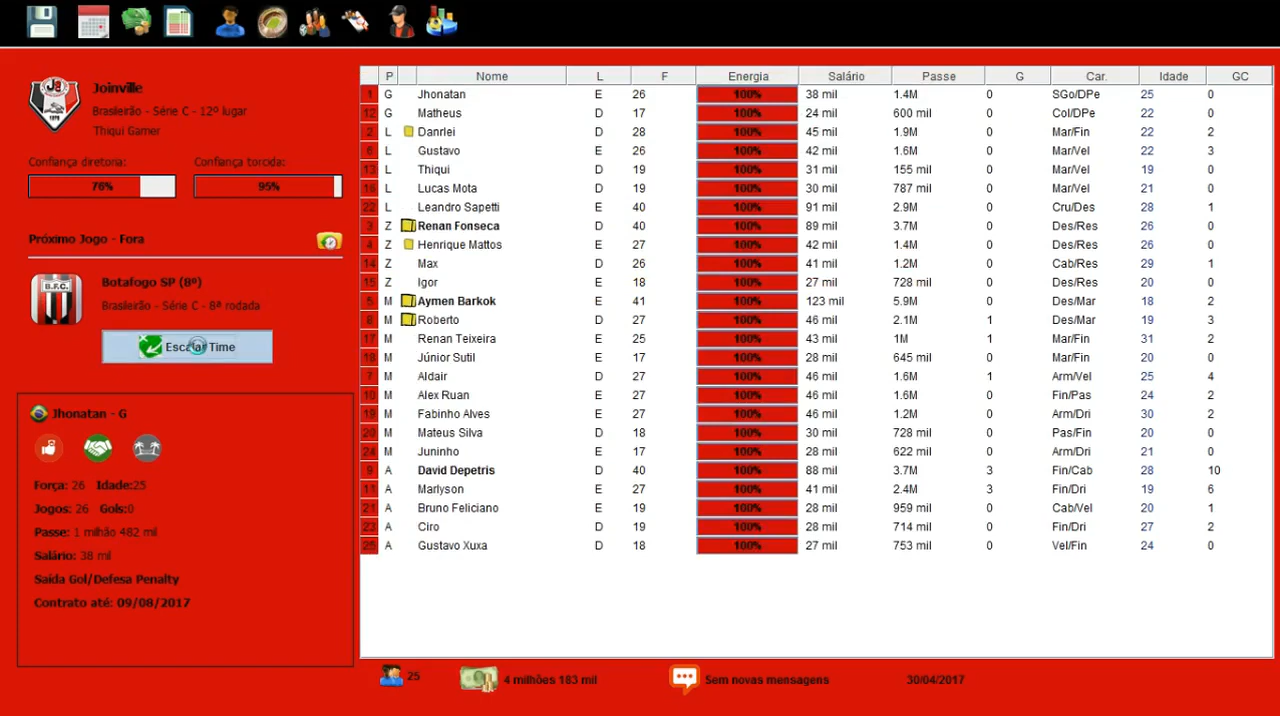 Joinville
Brasileirão - Série C - 12º lugar
Thiqui Gamer
Confiança diretoria: Confiança torcida:
76% 95%
Próximo Jogo - Fora
B.F.C.
Botafogo SP (8º)
Brasileirão - Série C - 8ª rodada
Escalar Time
Jhonatan - G
Força: 26 Idade:25
Jogos: 26 Gols:0
Passe: 1 milhão 482 mil
Salário: 38 mil
Saída Gol/Defesa Penalty
Contrato até: 09/08/2017
P Nome L F Energia Salário Passe G Car. Idade GC
1 G Jhonatan E 26 100% 38 mil 1.4M 0 SGo/DPe 25 0
12 G Matheus D 17 100% 24 mil 600 mil 0 Col/DPe 22 0
2 L Danrlei D 28 100% 45 mil 1.9M 0 Mar/Fin 22 2
6 L Gustavo E 26 100% 42 mil 1.6M 0 Mar/Vel 22 3
13 L Thiqui D 19 100% 31 mil 155 mil 0 Mar/Vel 19 0
16 L Lucas Mota D 19 100% 30 mil 787 mil 0 Mar/Vel 21 0
22 L Leandro Sapetti E 40 100% 91 mil 2.9M 0 Cru/Des 28 1
3 Z Renan Fonseca D 40 100% 89 mil 3.7M 0 Des/Res 26 0
4 Z Henrique Mattos E 27 100% 42 mil 1.4M 0 Des/Res 26 0
14 Z Max D 26 100% 41 mil 1.2M 0 Cab/Res 29 1
15 Z Igor E 18 100% 27 mil 728 mil 0 Des/Res 20 0
5 M Aymen Barkok E 41 100% 123 mil 5.9M 0 Des/Mar 18 2
8 M Roberto D 27 100% 46 mil 2.1M 1 Des/Mar 19 3
17 M Renan Teixeira E 25 100% 43 mil 1M 1 Mar/Fin 31 2
18 M Júnior Sutil E 17 100% 28 mil 645 mil 0 Mar/Fin 20 0
7 M Aldair D 27 100% 46 mil 1.6M 1 Arm/Vel 25 4
10 M Alex Ruan E 27 100% 46 mil 1.6M 0 Fin/Pas 24 2
19 M Fabinho Alves E 27 100% 46 mil 1.2M 0 Arm/Dri 30 2
20 M Mateus Silva D 18 100% 30 mil 728 mil 0 Pas/Fin 20 0
24 M Juninho E 17 100% 28 mil 622 mil 0 Arm/Dri 21 0
9 A David Depetris D 40 100% 88 mil 3.7M 3 Fin/Cab 28 10
11 A Marlyson E 27 100% 41 mil 2.4M 3 Fin/Dri 19 6
21 A Bruno Feliciano E 19 100% 28 mil 959 mil 0 Cab/Vel 20 1
23 A Ciro D 19 100% 28 mil 714 mil 0 Fin/Dri 27 2
25 A Gustavo Xuxa D 18 100% 27 mil 753 mil 0 Vel/Fin 24 0
25 4 milhões 183 mil Sem novas mensagens 30/04/2017